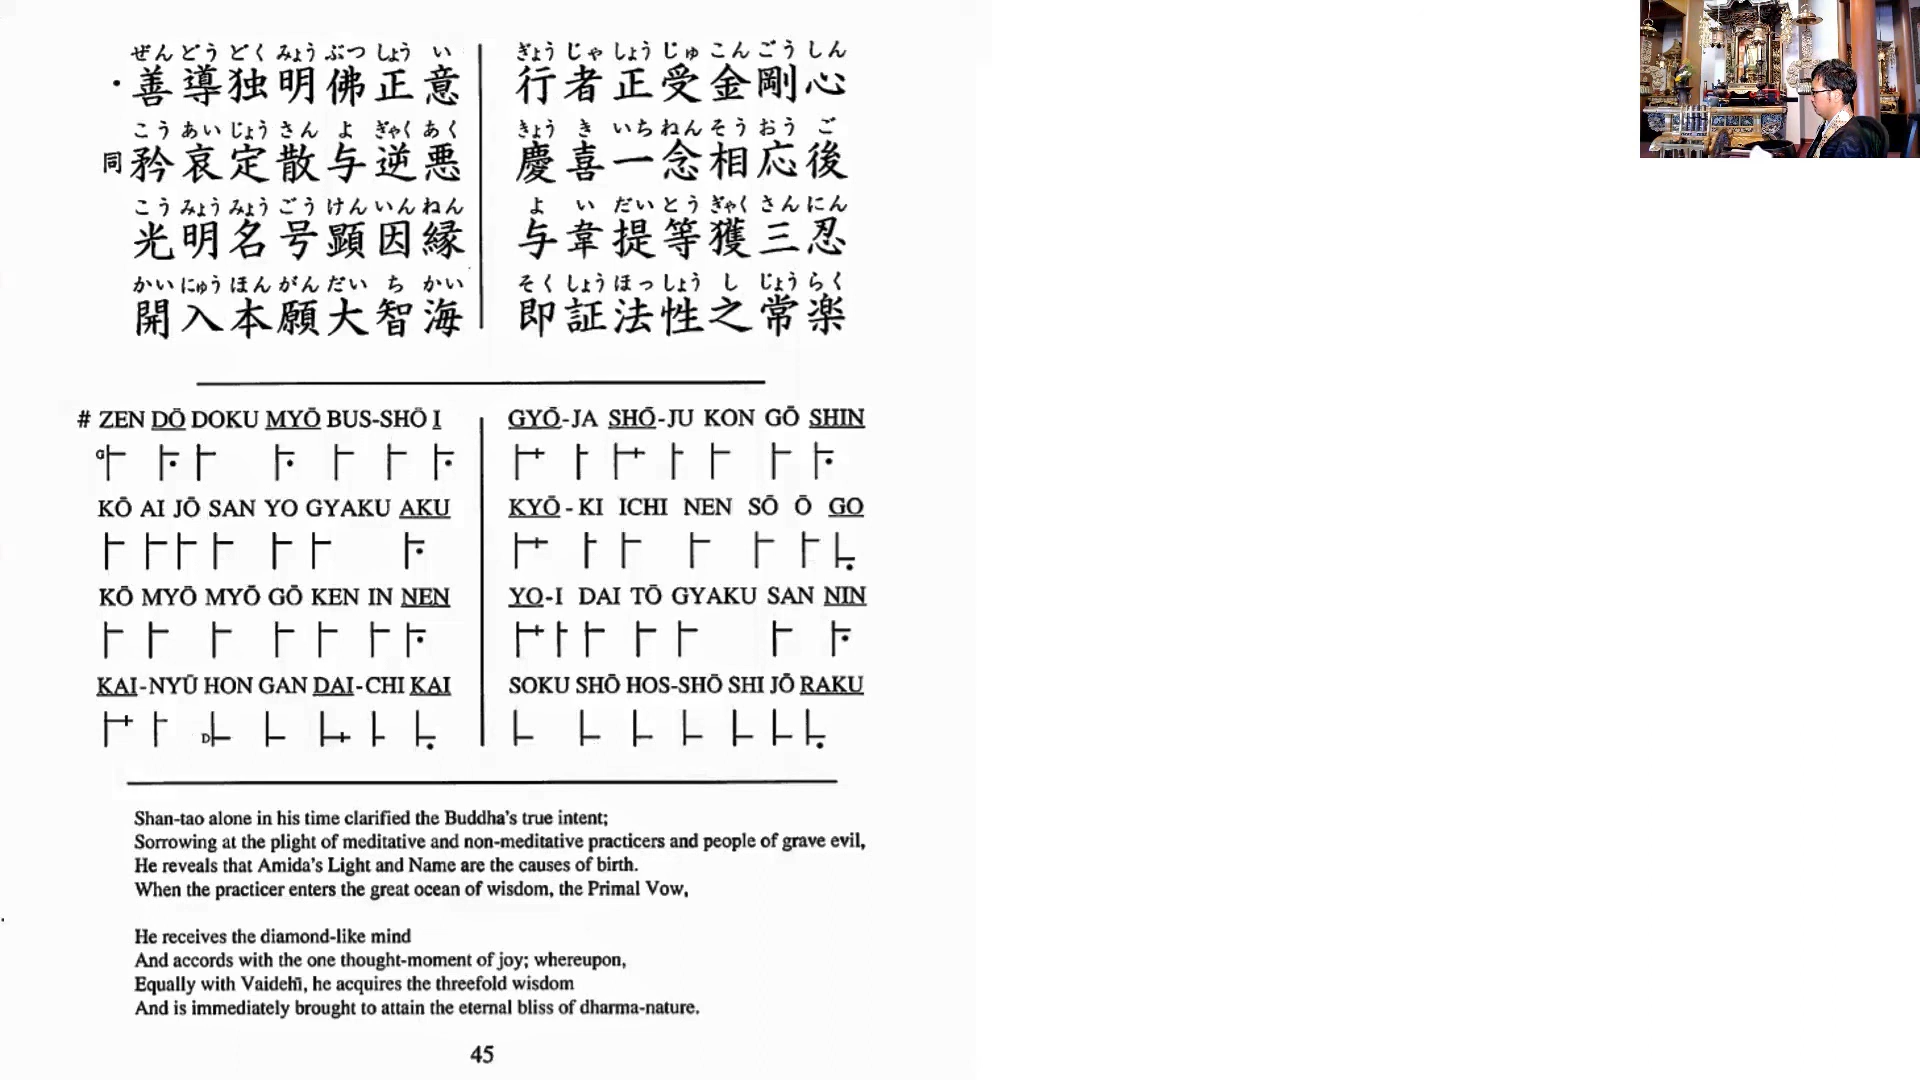 ぜんどうどくみょうぶつしょうい
・善導独明佛正意
こうあいじょうさんよぎゃくあく
同 矜哀定散与逆悪
こうみょうみょうごうけんいんねん
光明名号顕因縁
かいにゅうほんがんだいちかい
開入本願大智海
ぎょうじゃしょうじゅこんごうしん
行者正受金剛心
きょうきいちねんそうおうご
慶喜一念相応後
よいだいとうぎゃくさんにん
与韋提等獲三忍
そくしょうほっしょうしじょうらく
即証法性之常楽
# ZEN DŌ DOKU MYŌ BUS-SHŌ I
G
KŌ AI JŌ SAN YO GYAKU AKU
KŌ MYŌ MYŌ GŌ KEN IN NEN
KAI-NYŪ HON GAN DAI-CHI KAI
D
GYŌ-JA SHŌ-JU KON GŌ SHIN
KYŌ-KI ICHI NEN SŌ Ō GO
YO-I DAI TŌ GYAKU SAN NIN
SOKU SHŌ HOS-SHŌ SHI JŌ RAKU
Shan-tao alone in his time clarified the Buddha's true intent;
Sorrowing at the plight of meditative and non-meditative practicers and people of grave evil,
He reveals that Amida's Light and Name are the causes of birth.
When the practicer enters the great ocean of wisdom, the Primal Vow,
He receives the diamond-like mind
And accords with the one thought-moment of joy; whereupon,
Equally with Vaidehī, he acquires the threefold wisdom
And is immediately brought to attain the eternal bliss of dharma-nature.
45